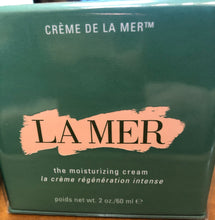 CRÈME DE LA MER™
LA MER
the moisturizing cream
la crème régénération intense
poids net wt. 2 oz./60 ml ℮